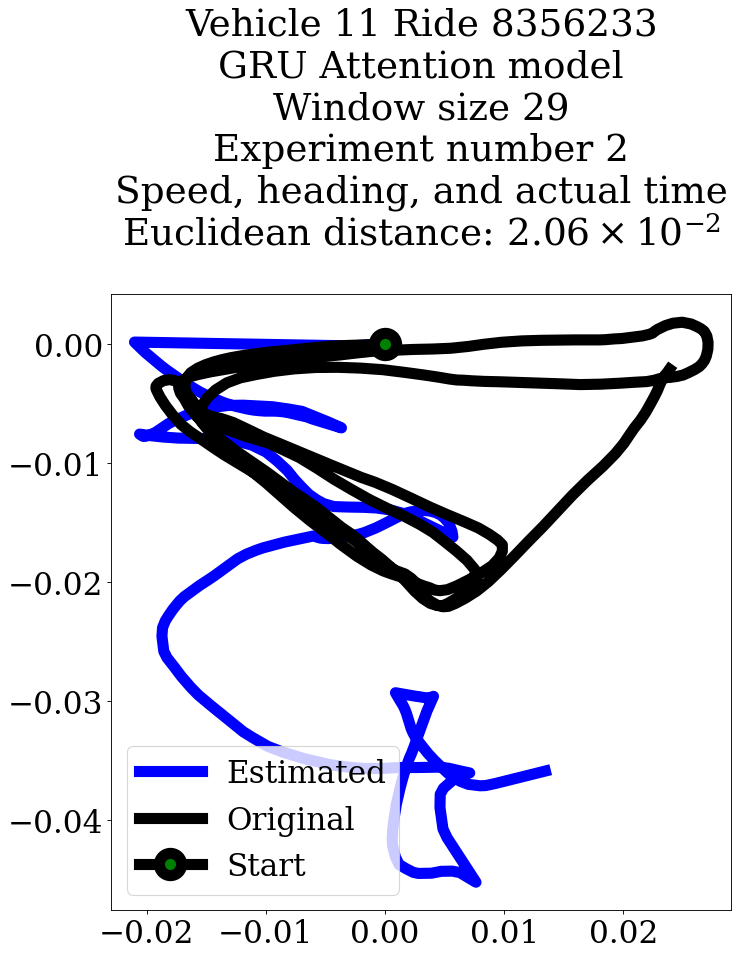 Vehicle 11 Ride 8356233
GRU Attention model
Window size 29
Experiment number 2
Speed, heading, and actual time
Euclidean distance: 2.06 × 10⁻²
0.00
−0.01
−0.02
−0.03
−0.04
Estimated
Original
Start
−0.02 −0.01 0.00 0.01 0.02